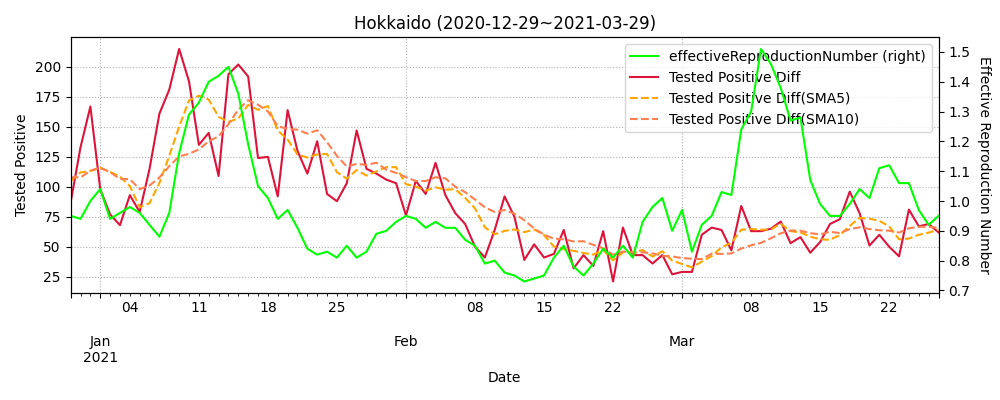 Hokkaido (2020-12-29~2021-03-29)
effectiveReproductionNumber (right)
Tested Positive Diff
Tested Positive Diff(SMA5)
Tested Positive Diff(SMA10)
Tested Positive
200
175
150
125
100
75
50
25
1.5
1.4
1.3
1.2
1.1
1.0
0.9
0.8
0.7
Effective Reproduction Number
04 11 18 25 08 15 22 08 15 22
Jan Feb Mar
2021
Date